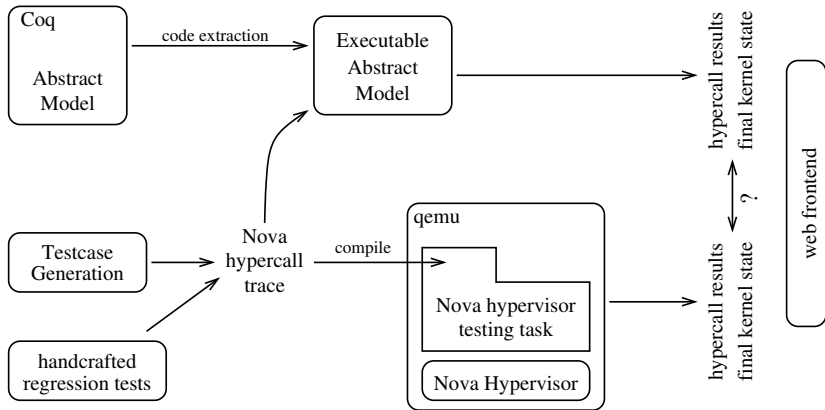 Coq
Abstract
Model
code extraction
Executable
Abstract
Model
hypercall results
final kernel state
?
web frontend
Testcase
Generation
handcrafted
regression tests
Nova
hypercall
trace
compile
qemu
Nova hypervisor
testing task
Nova Hypervisor
hypercall results
final kernel state